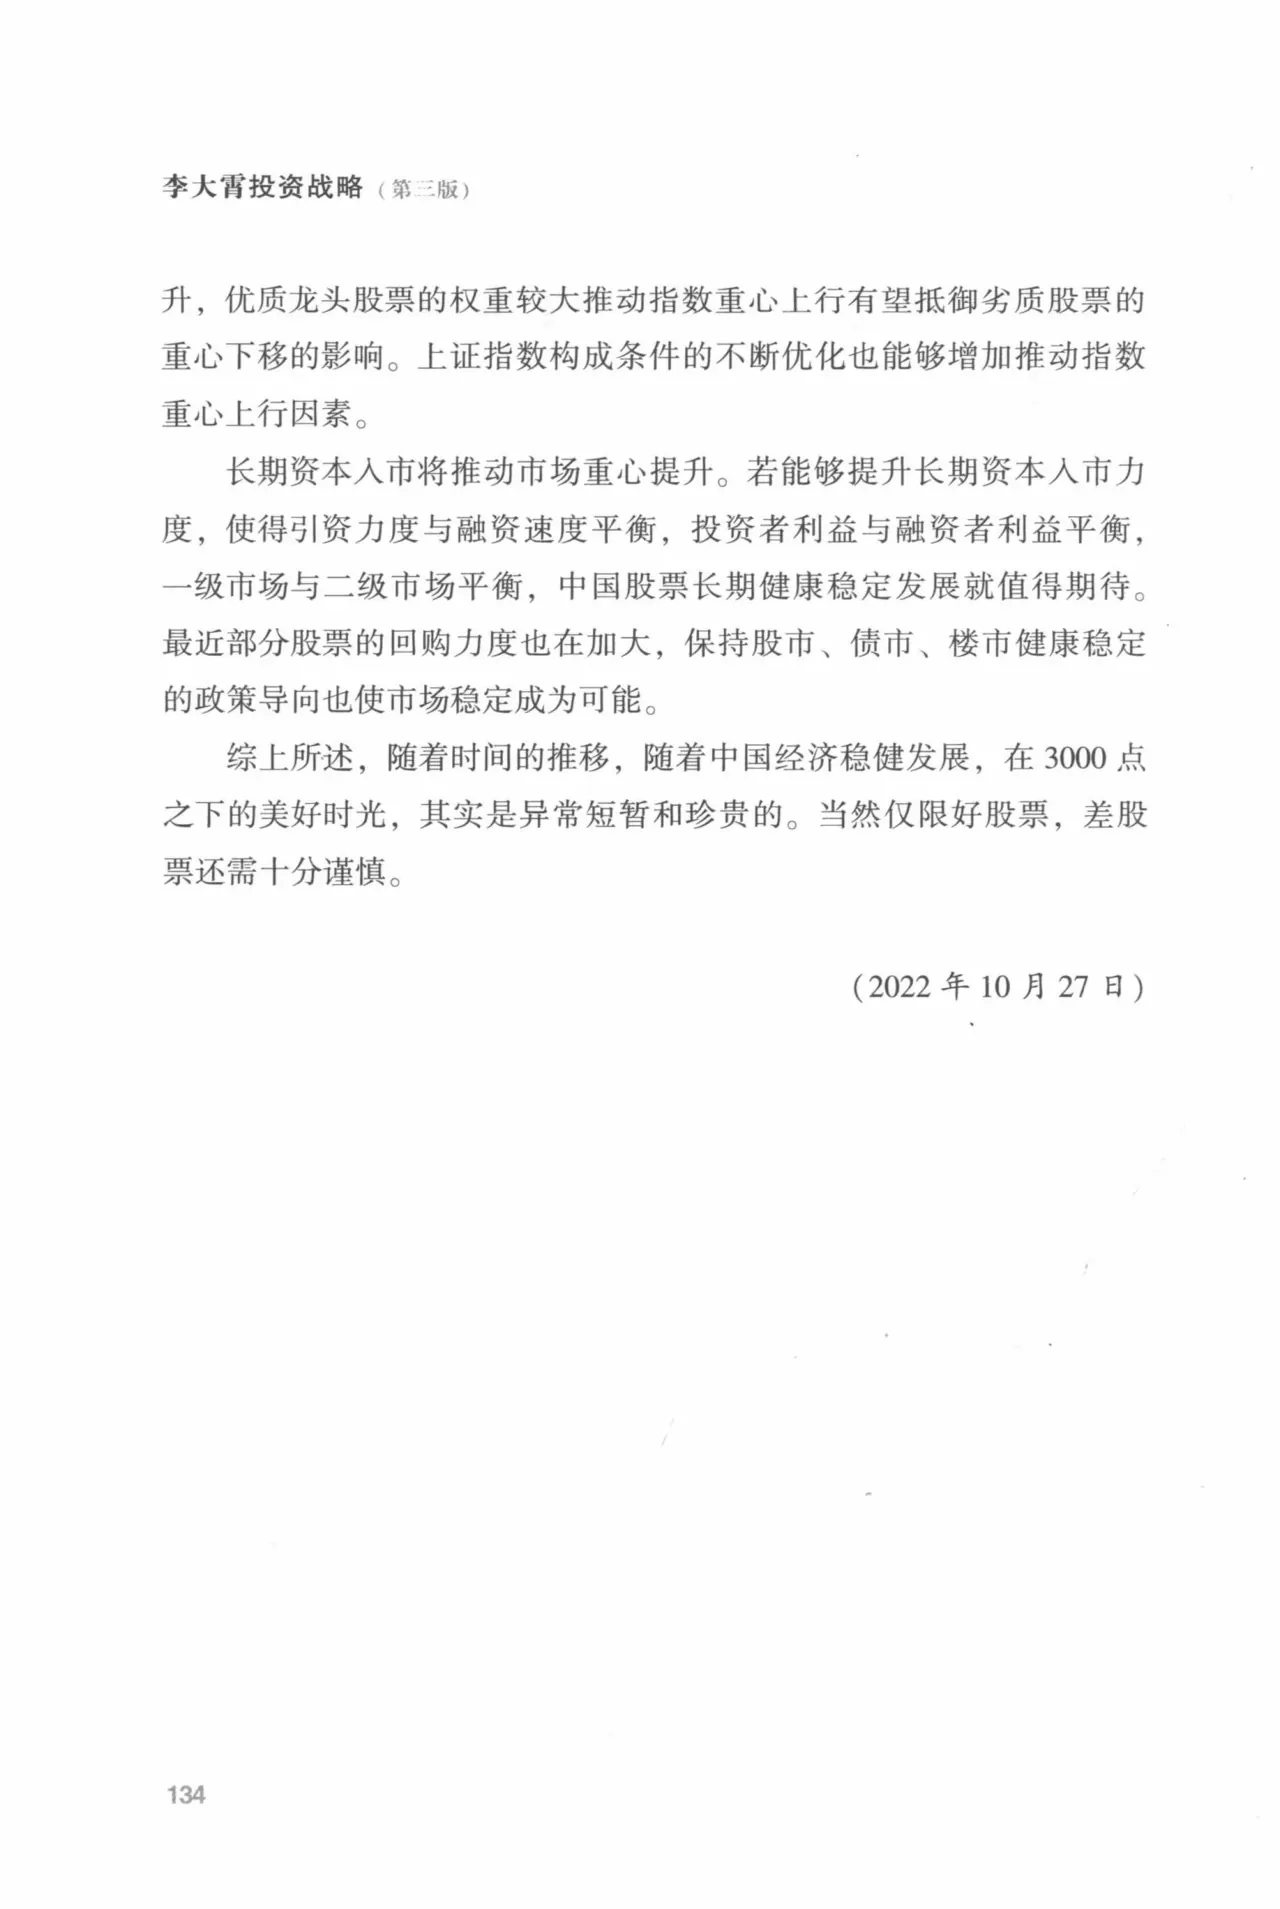 李大霄投资战略（第三版）
升，优质龙头股票的权重较大推动指数重心上行有望抵御劣质股票的
重心下移的影响。上证指数构成条件的不断优化也能够增加推动指数
重心上行因素。
长期资本入市将推动市场重心提升。若能够提升长期资本入市力
度，使得引资力度与融资速度平衡，投资者利益与融资者利益平衡，
一级市场与二级市场平衡，中国股票长期健康稳定发展就值得期待。
最近部分股票的回购力度也在加大，保持股市、债市、楼市健康稳定
的政策导向也使市场稳定成为可能。
综上所述，随着时间的推移，随着中国经济稳健发展，在 3000 点
之下的美好时光，其实是异常短暂和珍贵的。当然仅限好股票，差股
票还需十分谨慎。
（2022 年 10 月 27 日）
134